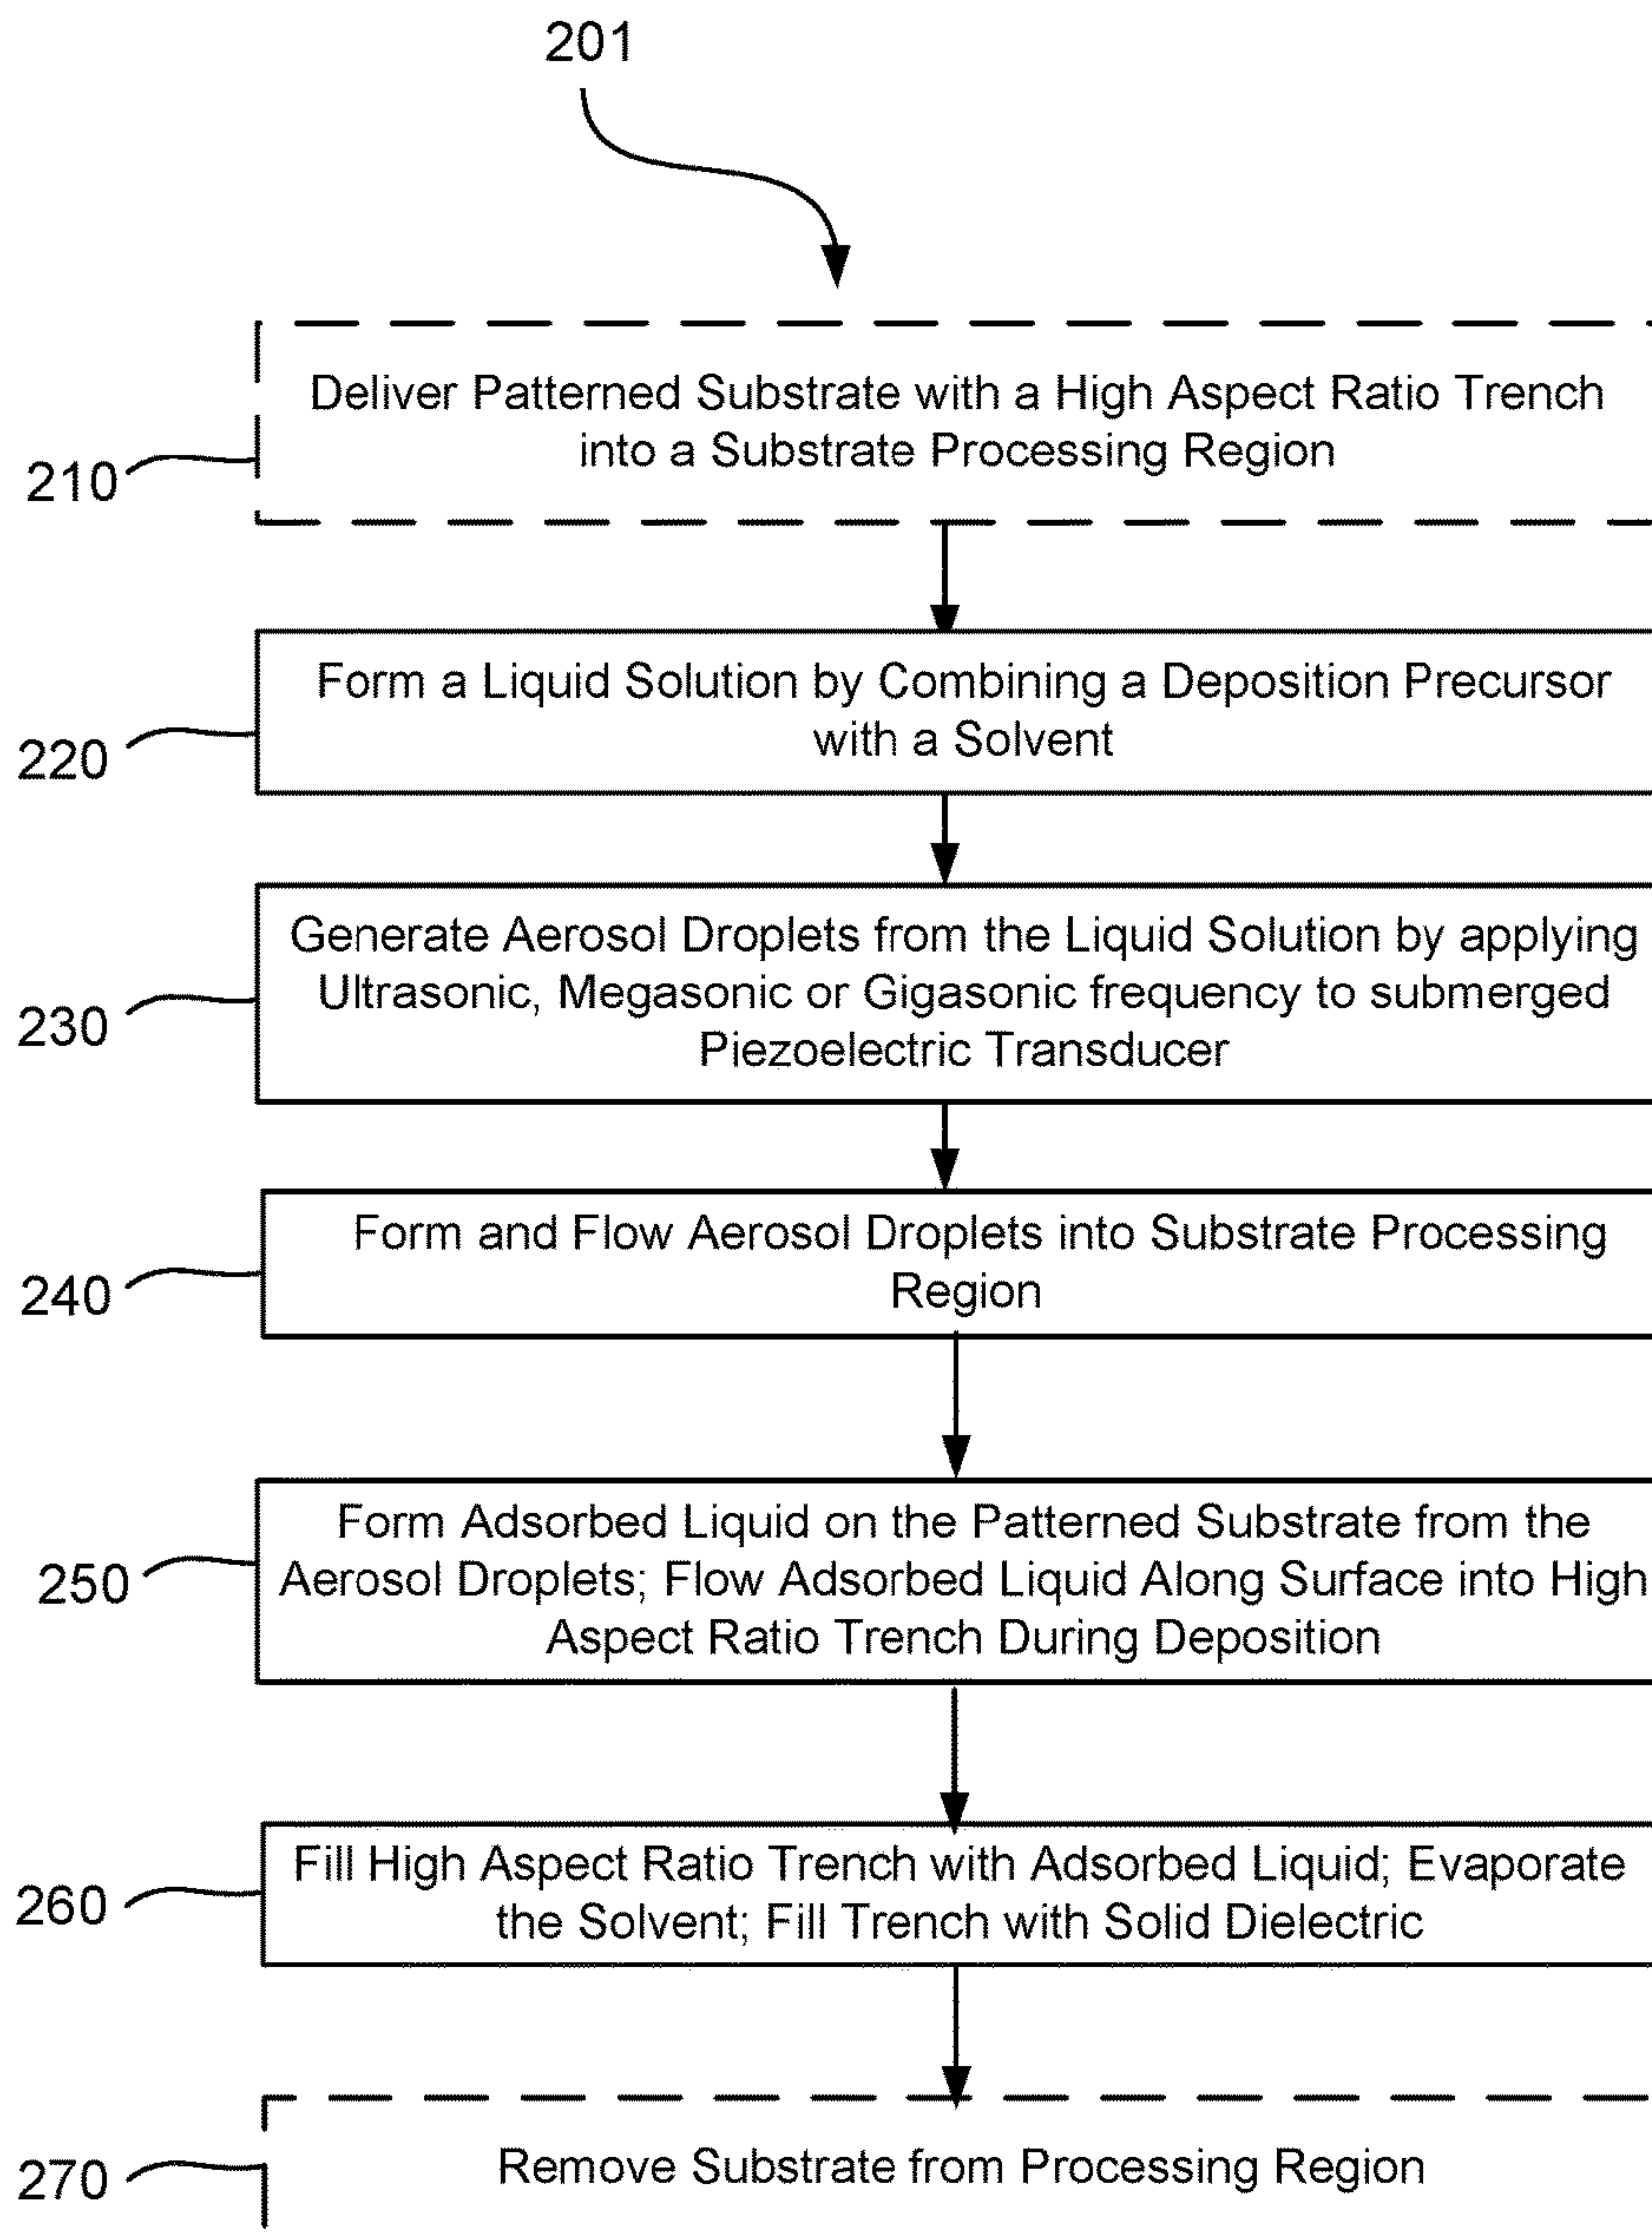 201
Deliver Patterned Substrate with a High Aspect Ratio Trench
into a Substrate Processing Region
210
Form a Liquid Solution by Combining a Deposition Precursor
with a Solvent
220
Generate Aerosol Droplets from the Liquid Solution by applying
Ultrasonic, Megasonic or Gigasonic frequency to submerged
Piezoelectric Transducer
230
Form and Flow Aerosol Droplets into Substrate Processing
Region
240
Form Adsorbed Liquid on the Patterned Substrate from the
Aerosol Droplets; Flow Adsorbed Liquid Along Surface into High
Aspect Ratio Trench During Deposition
250
Fill High Aspect Ratio Trench with Adsorbed Liquid; Evaporate
the Solvent; Fill Trench with Solid Dielectric
260
Remove Substrate from Processing Region
270